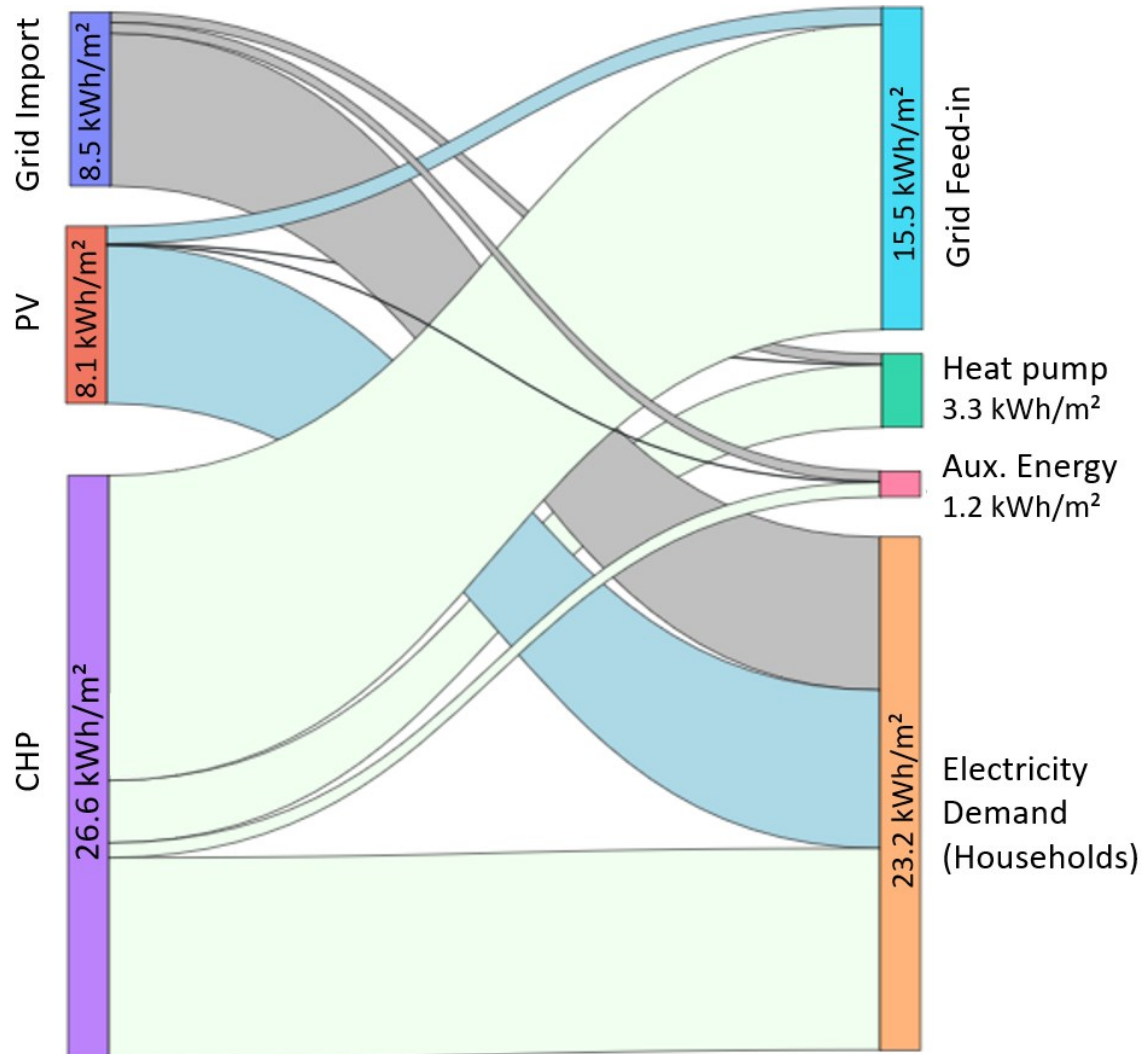 Grid Import
8.5 kWh/m²
PV
8.1 kWh/m²
CHP
26.6 kWh/m²
15.5 kWh/m²
Grid Feed-in
Heat pump
3.3 kWh/m²
Aux. Energy
1.2 kWh/m²
23.2 kWh/m²
Electricity
Demand
(Households)